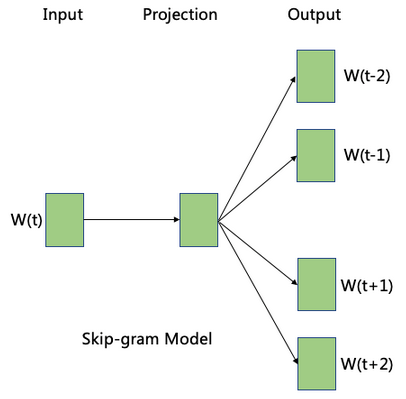 Input Projection Output
W(t-2)
W(t-1)
W(t)
W(t+1)
Skip-gram Model
W(t+2)